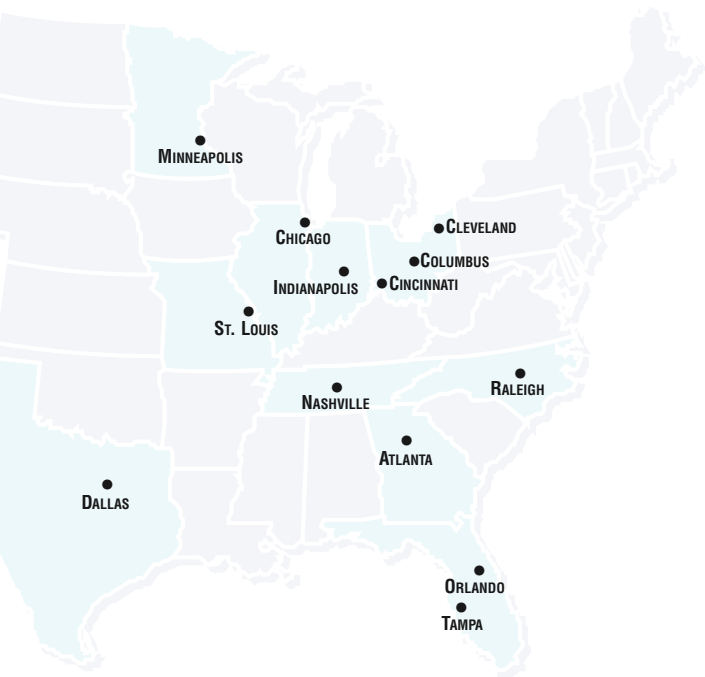 MINNEAPOLIS
CLEVELAND
CHICAGO
COLUMBUS
INDIANAPOLIS
CINCINNATI
ST. LOUIS
RALEIGH
NASHVILLE
ATLANTA
DALLAS
ORLANDO
TAMPA